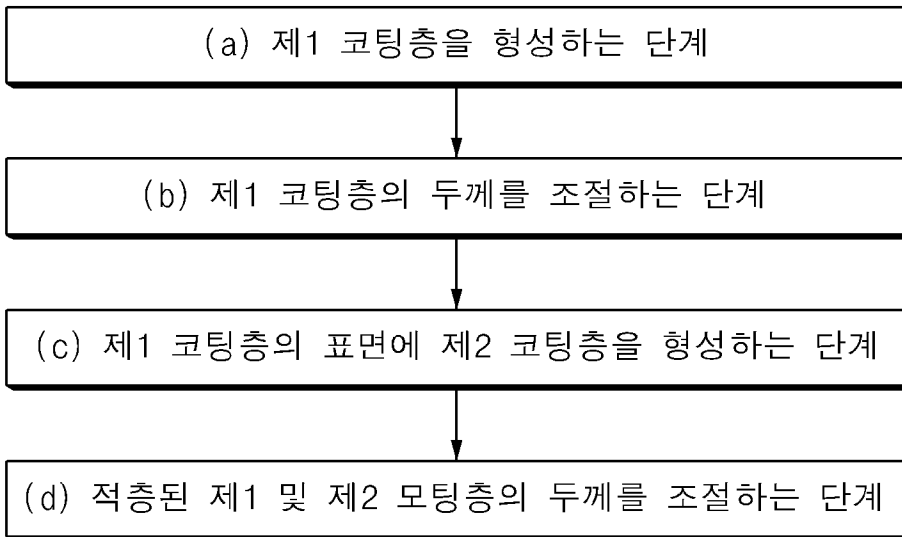 (a) 제1 코팅층을 형성하는 단계
(b) 제1 코팅층의 두께를 조절하는 단계
(c) 제1 코팅층의 표면에 제2 코팅층을 형성하는 단계
(d) 적층된 제1 및 제2 모팅층의 두께를 조절하는 단계